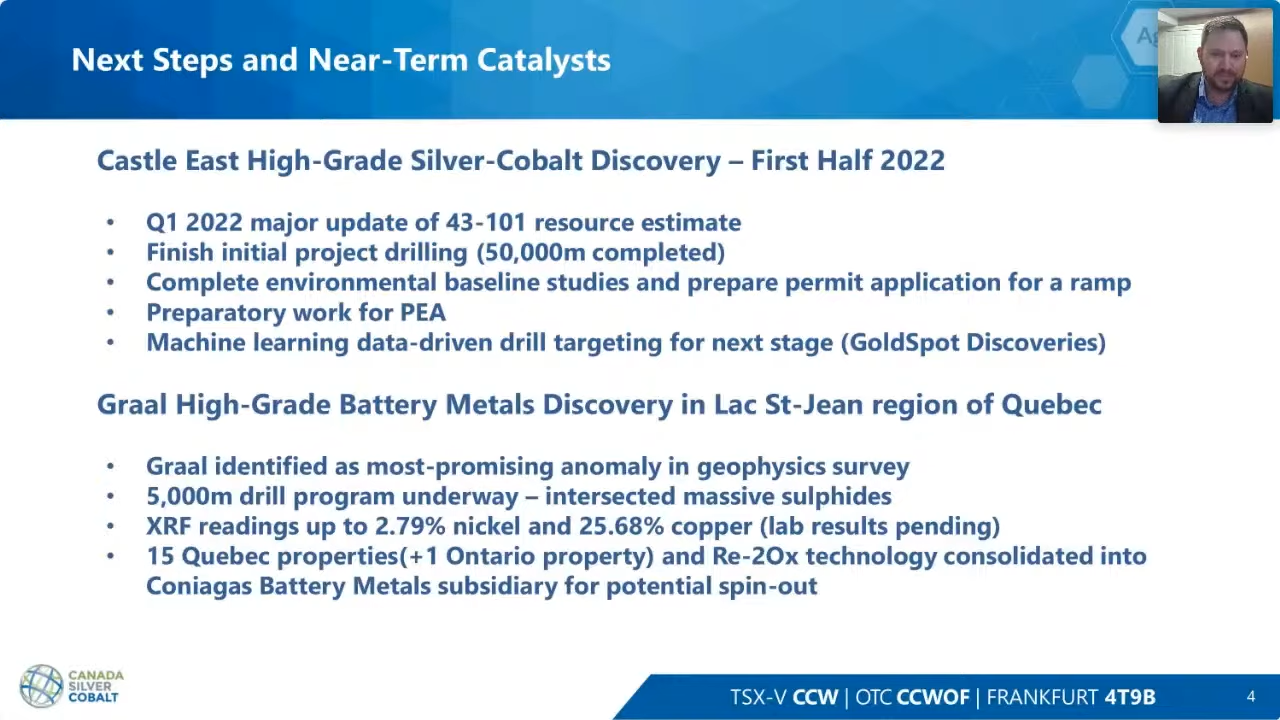 Next Steps and Near-Term Catalysts
Ag
Castle East High-Grade Silver-Cobalt Discovery – First Half 2022
• Q1 2022 major update of 43-101 resource estimate
• Finish initial project drilling (50,000m completed)
• Complete environmental baseline studies and prepare permit application for a ramp
• Preparatory work for PEA
• Machine learning data-driven drill targeting for next stage (GoldSpot Discoveries)
Graal High-Grade Battery Metals Discovery in Lac St-Jean region of Quebec
• Graal identified as most-promising anomaly in geophysics survey
• 5,000m drill program underway – intersected massive sulphides
• XRF readings up to 2.79% nickel and 25.68% copper (lab results pending)
• 15 Quebec properties(+1 Ontario property) and Re-2Ox technology consolidated into
Coniagas Battery Metals subsidiary for potential spin-out
CANADA
SILVER
COBALT
TSX-V CCW | OTC CCWOF | FRANKFURT 4T9B
4